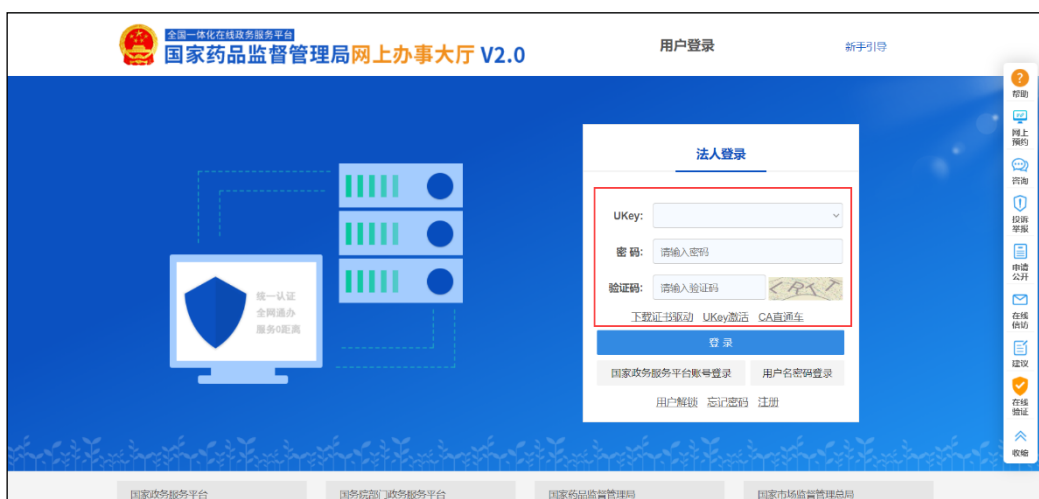 全国一体化在线政务服务平台
国家药品监督管理局网上办事大厅 V2.0
用户登录
新手引导
帮助
网上
预约
咨询
投诉
举报
申请
公开
在线
信访
建议
在线
验证
收缩
统一认证
全网通办
服务0距离
法人登录
UKey:
密 码: 请输入密码
验证码: 请输入验证码
下载证书驱动 UKey激活 CA直通车
登 录
国家政务服务平台账号登录 用户名密码登录
用户解锁 忘记密码 注册
国家政务服务平台 国务院部门政务服务平台 国家药品监督管理局 国家市场监督管理总局